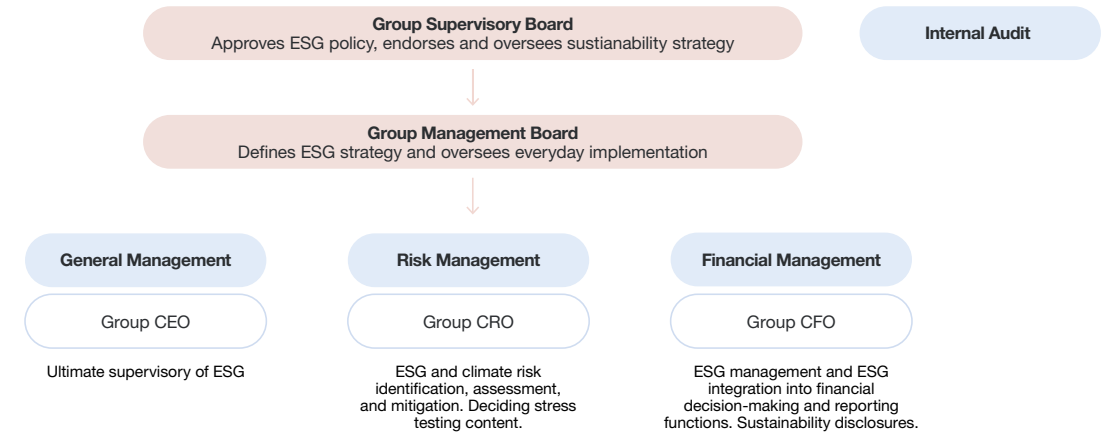 Group Supervisory Board
Approves ESG policy, endorses and oversees sustianability strategy
Internal Audit
Group Management Board
Defines ESG strategy and oversees everyday implementation
General Management
Risk Management
Financial Management
Group CEO
Group CRO
Group CFO
Ultimate supervisory of ESG
ESG and climate risk
identification, assessment,
and mitigation. Deciding stress
testing content.
ESG management and ESG
integration into financial
decision-making and reporting
functions. Sustainability disclosures.